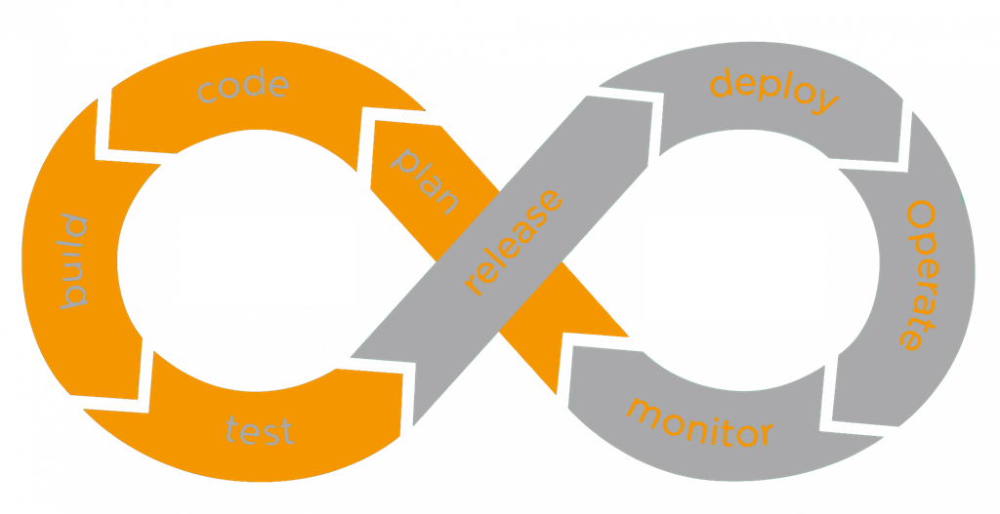 plan
code
build
test
release
deploy
Operate
monitor